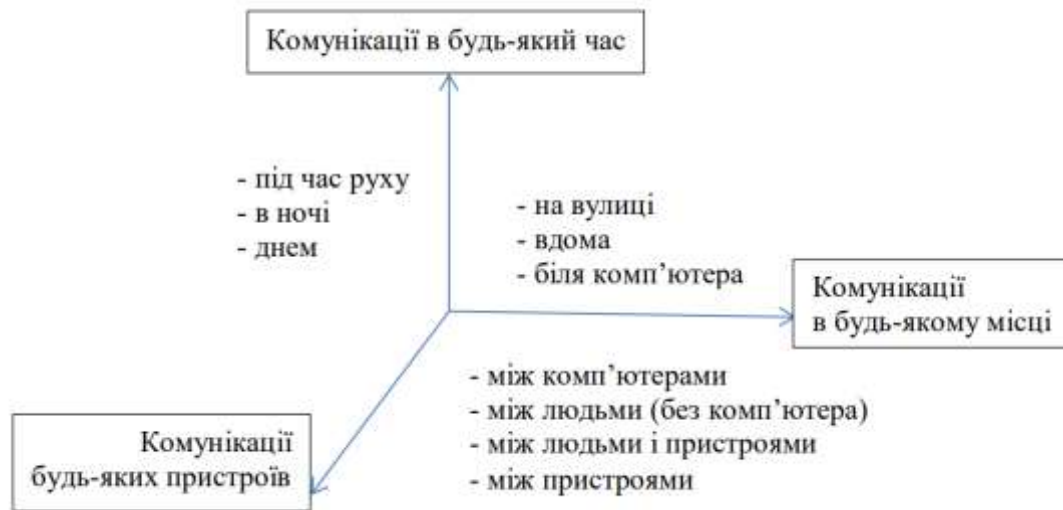 Комунікації в будь-який час
- під час руху
- в ночі
- днем
- на вулиці
- вдома
- біля комп’ютера
Комунікації
в будь-якому місці
- між комп’ютерами
- між людьми (без комп’ютера)
- між людьми і пристроями
- між пристроями
Комунікації
будь-яких пристроїв